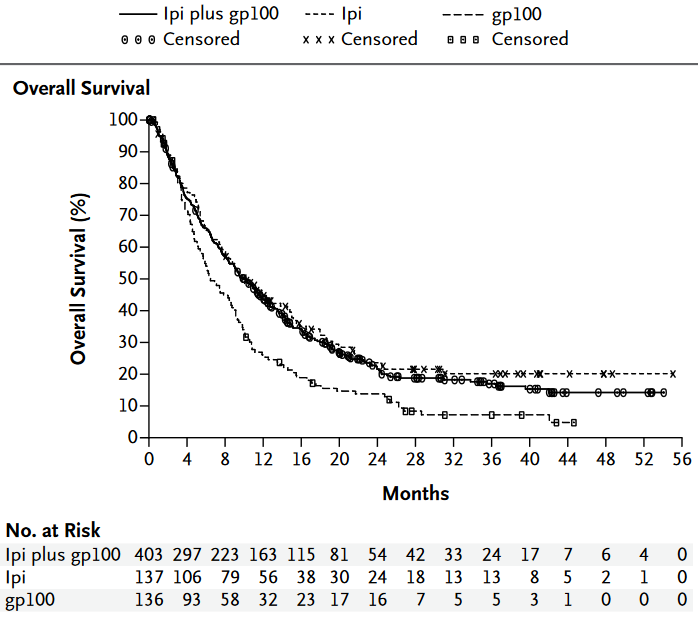 Ipi plus gp100 Ipi gp100
Censored Censored Censored
Overall Survival
Overall Survival (%)
100
90
80
70
60
50
40
30
20
10
0
0 4 8 12 16 20 24 28 32 36 40 44 48 52 56
Months
No. at Risk
Ipi plus gp100 403 297 223 163 115 81 54 42 33 24 17 7 6 4 0
Ipi 137 106 79 56 38 30 24 18 13 13 8 5 2 1 0
gp100 136 93 58 32 23 17 16 7 5 5 3 1 0 0 0